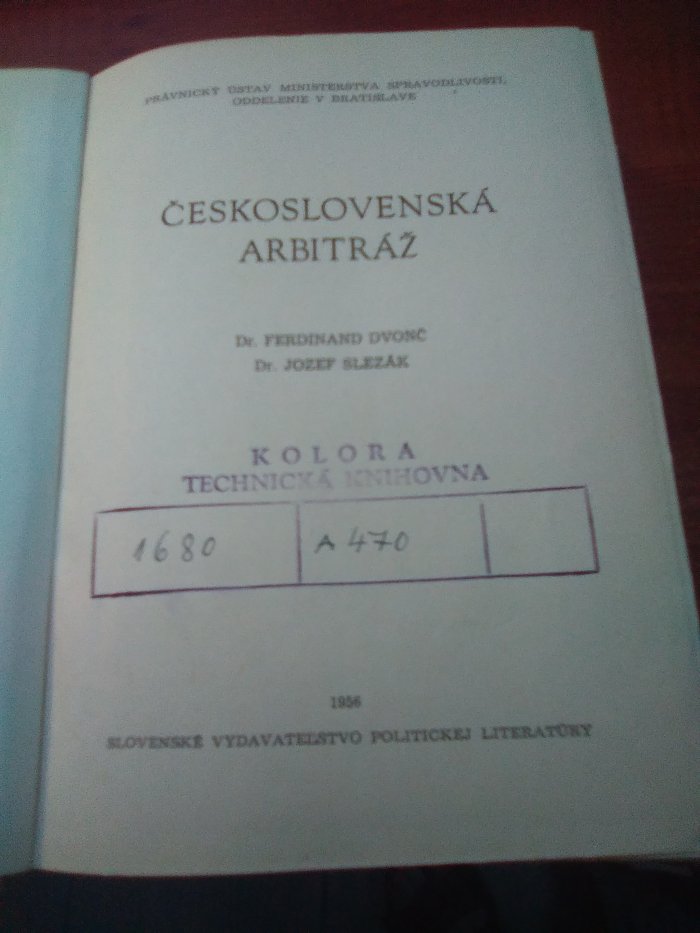 PRÁVNICKÝ ÚSTAV MINISTERSTVA SPRAVODLIVOSTI,
ODDELENIE V BRATISLAVE
ČESKOSLOVENSKÁ
ARBITRÁŽ
Dr. FERDINAND DVONČ
Dr. JOZEF SLEZÁK
KOLORA
TECHNICKÁ KNIHOVNA
1680 A 470
1956
SLOVENSKÉ VYDAVATEĽSTVO POLITICKEJ LITERATÚRY